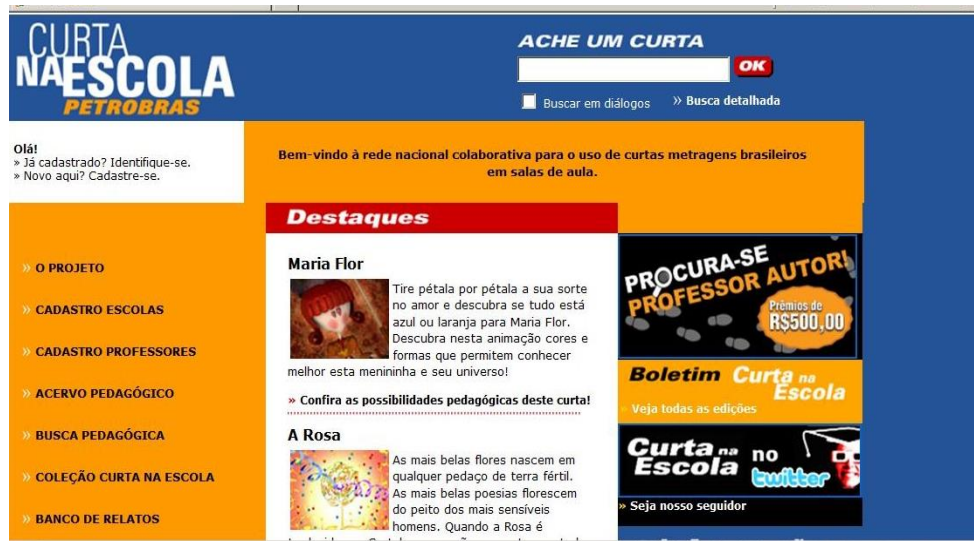 CURTA
NAESCOLA
PETROBRAS
ACHE UM CURTA
OK
Buscar em diálogos
» Busca detalhada
Olá!
» Já cadastrado? Identifique-se.
» Novo aqui? Cadastre-se.
Bem-vindo à rede nacional colaborativa para o uso de curtas metragens brasileiros
em salas de aula.
» O PROJETO
» CADASTRO ESCOLAS
» CADASTRO PROFESSORES
» ACERVO PEDAGÓGICO
» BUSCA PEDAGÓGICA
» COLEÇÃO CURTA NA ESCOLA
» BANCO DE RELATOS
Destaques
Maria Flor
Tire pétala por pétala a sua sorte
no amor e descubra se tudo está
azul ou laranja para Maria Flor.
Descubra nesta animação cores e
formas que permitem conhecer
melhor esta menininha e seu universo!
» Confira as possibilidades pedagógicas deste curta!
A Rosa
As mais belas flores nascem em
qualquer pedaço de terra fértil.
As mais belas poesias florescem
do peito dos mais sensíveis
homens. Quando a Rosa é
PROCURA-SE
PROFESSOR AUTOR!
Prêmios de
R$500,00
Boletim Curta na
Escola
» Veja todas as edições
Curta na
Escola no
twitter
» Seja nosso seguidor